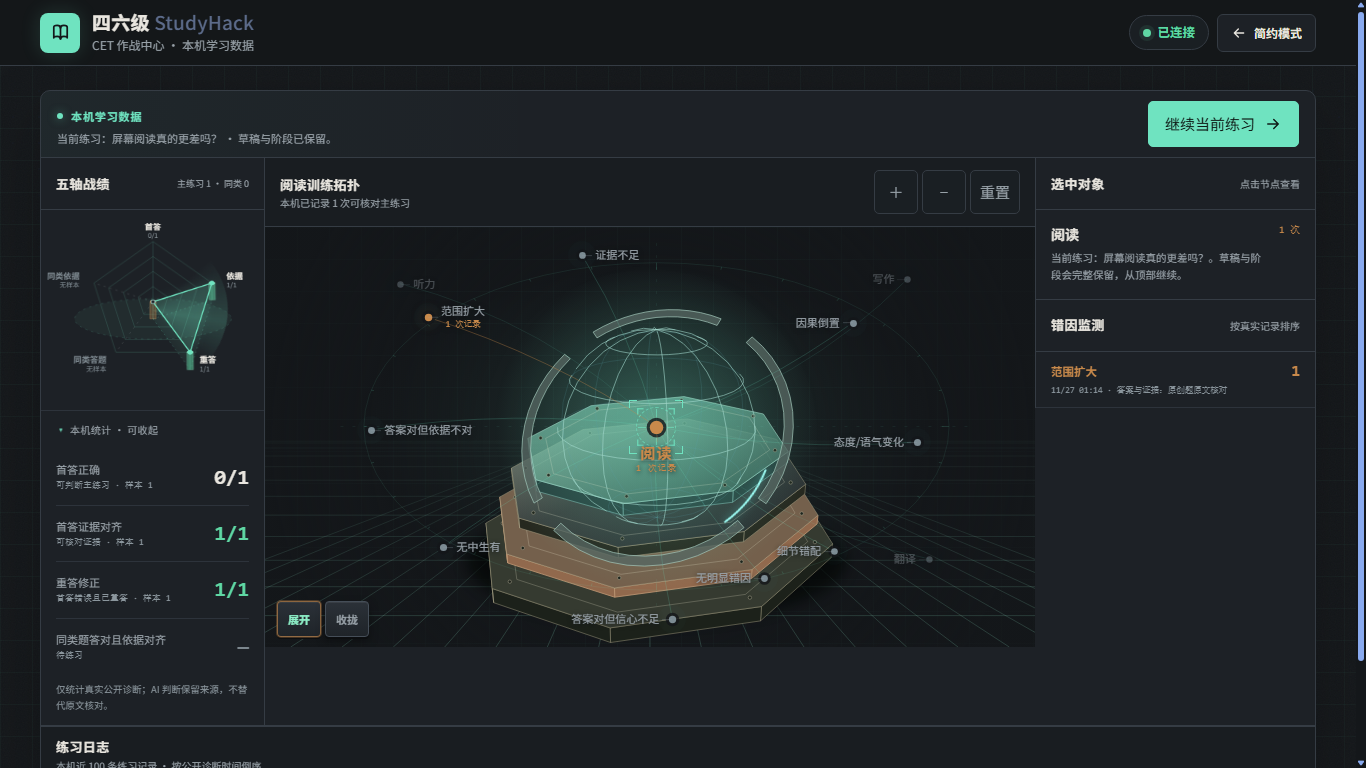 四六级 StudyHack
CET 作战中心 · 本机学习数据
已连接
← 简约模式
本机学习数据
当前练习：屏幕阅读真的更差吗？ · 草稿与阶段已保留。
继续当前练习 →
五轴战绩
主练习 1 · 同类 0
首答
0/1
同类依据
无样本
依据
1/1
同类答题
无样本
重答
1/1
本机统计 · 可收起
首答正确
可判断主练习 · 样本 1
0/1
首答证据对齐
可核对证据 · 样本 1
1/1
重答修正
首答错误且已重答 · 样本 1
1/1
同类题答对且依据对齐
待练习
—
仅统计真实公开诊断；AI 判断保留来源，不替
代原文核对。
阅读训练拓扑
本机已记录 1 次可核对主练习
+
−
重置
证据不足
听力
写作
范围扩大
1 次记录
因果倒置
答案对但依据不对
态度/语气变化
阅读
1 次记录
无中生有
细节错配
翻译
无明显错因
答案对但信心不足
展开
收拢
选中对象
点击节点查看
阅读
1 次
当前练习：屏幕阅读真的更差吗？。草稿与阶
段会完整保留，从顶部继续。
错因监测
按真实记录排序
范围扩大
1
11/27 01:14 · 答案与证据：原创题原文核对
练习日志
本机近 100 条练习记录 · 按公开诊断时间倒序